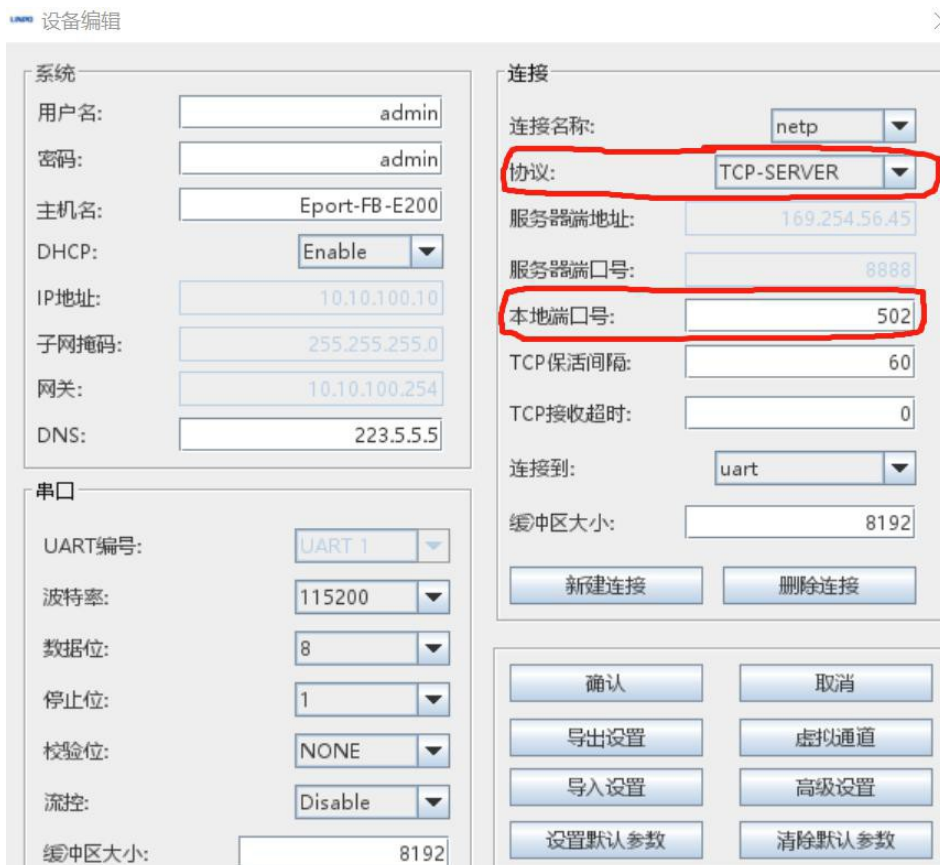 LINPO 设备编辑
系统
用户名: admin
密码: admin
主机名: Eport-FB-E200
DHCP: Enable
IP地址: 10.10.100.10
子网掩码: 255.255.255.0
网关: 10.10.100.254
DNS: 223.5.5.5
串口
UART编号: UART 1
波特率: 115200
数据位: 8
停止位: 1
校验位: NONE
流控: Disable
缓冲区大小: 8192
连接
连接名称: netp
协议: TCP-SERVER
服务器端地址: 169.254.56.45
服务器端口号: 8888
本地端口号: 502
TCP保活间隔: 60
TCP接收超时: 0
连接到: uart
缓冲区大小: 8192
新建连接 删除连接
确认 取消
导出设置 虚拟通道
导入设置 高级设置
设置默认参数 清除默认参数